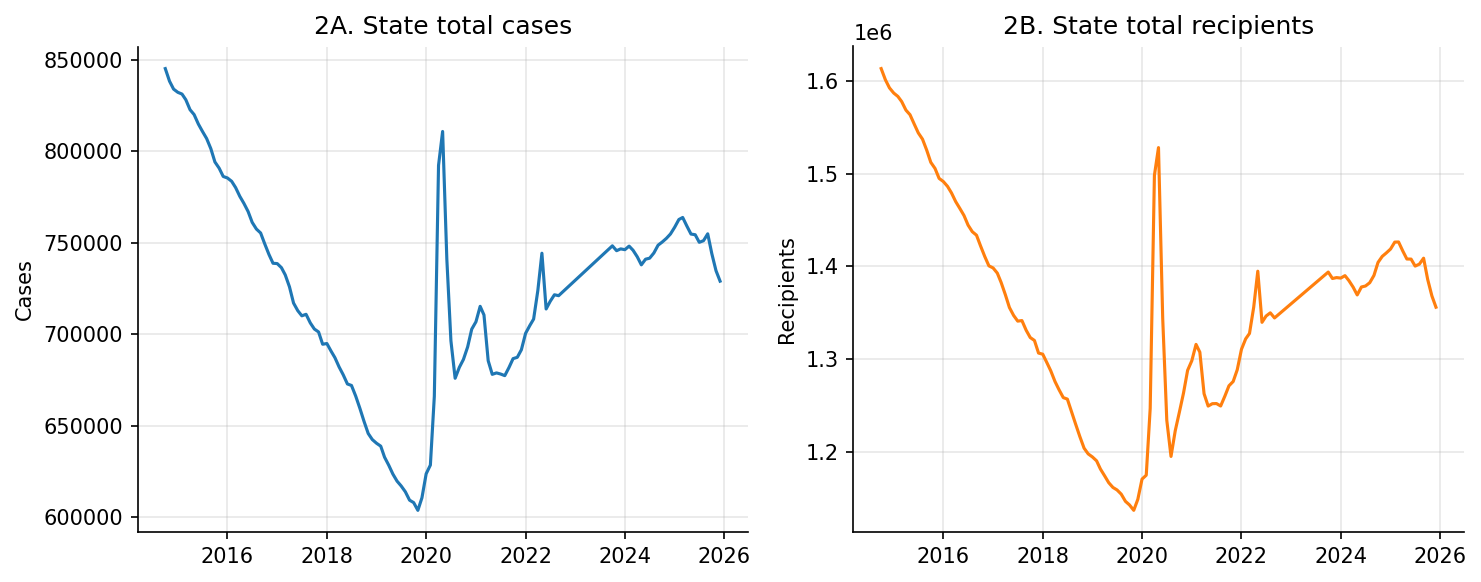 2A. State total cases
Cases
850000
800000
750000
700000
650000
600000
2016 2018 2020 2022 2024 2026
2B. State total recipients
1e6
Recipients
1.6
1.5
1.4
1.3
1.2
2016 2018 2020 2022 2024 2026